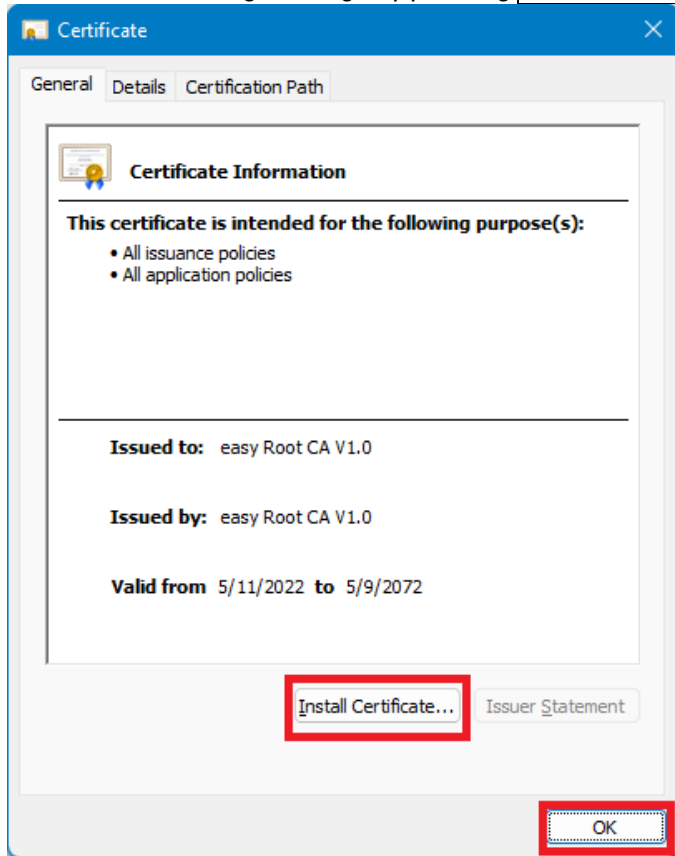 Certificate
General Details Certification Path
Certificate Information
This certificate is intended for the following purpose(s):
• All issuance policies
• All application policies
Issued to: easy Root CA V1.0
Issued by: easy Root CA V1.0
Valid from 5/11/2022 to 5/9/2072
Install Certificate... Issuer Statement
OK